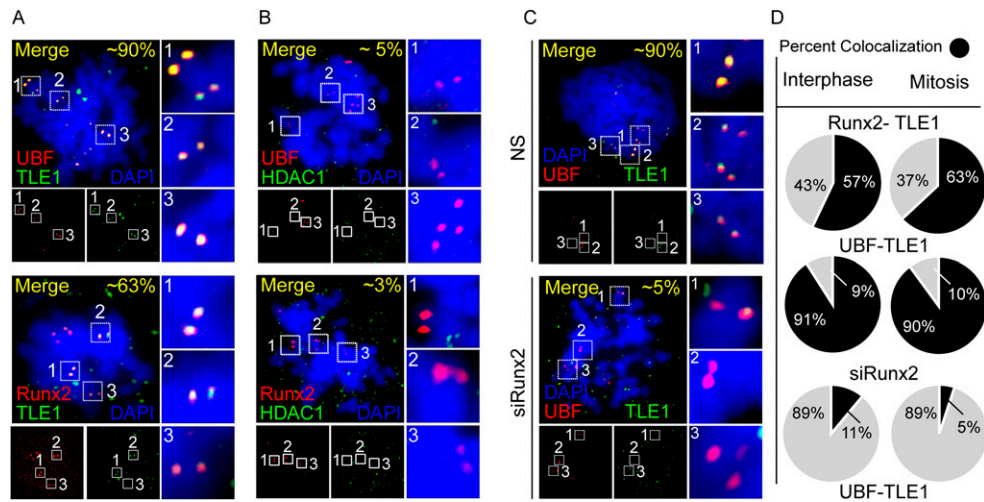 A
B
C
D
Merge ~90%
1
2
3
UBF
TLE1 DAPI
1
2
3
1
2
3
1
2
3
Merge ~63%
1
2
3
Runx2
TLE1 DAPI
1
2
3
1
2
3
1
2
3
Merge ~ 5%
1
2
3
UBF
HDAC1 DAPI
1
2
3
1
2
3
1
2
3
Merge ~3%
1
2
3
Runx2
HDAC1 DAPI
1
2
3
1
2
3
1
2
3
NS
Merge ~90%
1
2
3
DAPI
UBF TLE1
1
2
3
1
2
3
1
2
3
siRunx2
Merge ~5%
1
2
3
DAPI
UBF TLE1
1
2
3
1
2
3
1
2
3
Percent Colocalization
Interphase Mitosis
Runx2- TLE1
43% 57% 37% 63%
UBF-TLE1
9% 10%
91% 90%
siRunx2
89% 11% 89% 5%
UBF-TLE1